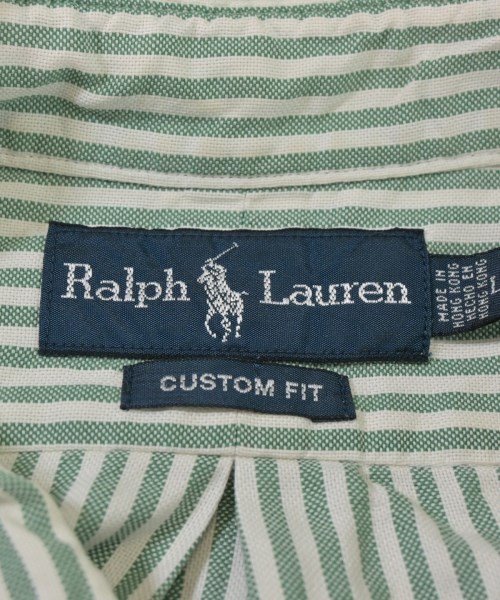 Ralph Lauren
CUSTOM FIT
MADE IN
HONG KONG
HECHO EN
HONG KONG